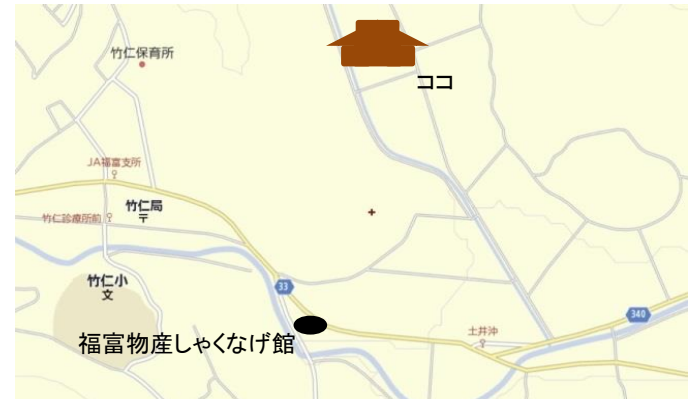 竹仁保育所
ココ
JA福富支所
竹仁局
〒
竹仁診療所前
竹仁小
文
33
340
土井沖
福富物産しゃくなげ館